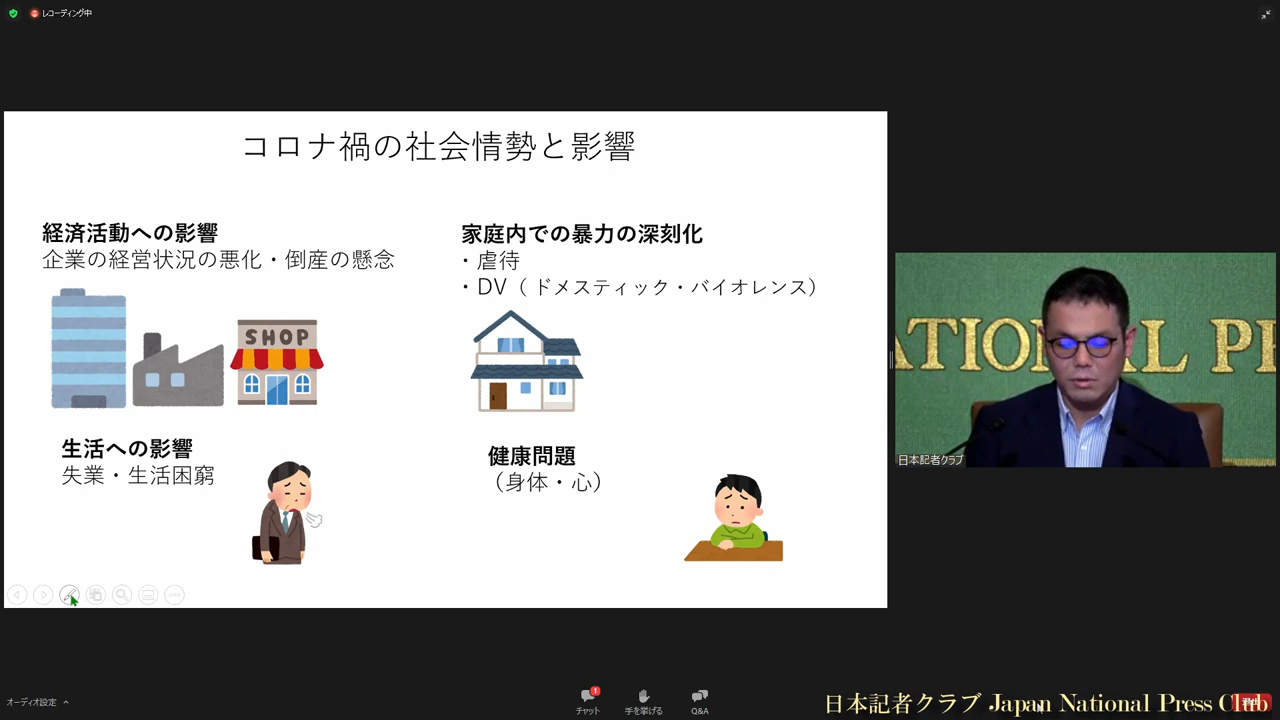 レコーディング中
コロナ禍の社会情勢と影響
経済活動への影響
企業の経営状況の悪化・倒産の懸念
SHOP
生活への影響
失業・生活困窮
家庭内での暴力の深刻化
・虐待
・DV（ ドメスティック・バイオレンス）
健康問題
（身体・心）
ATIONAL PRE
日本記者クラブ
オーディオ設定
チャット
1
手を挙げる
Q&A
日本記者クラブ Japan National Press Club